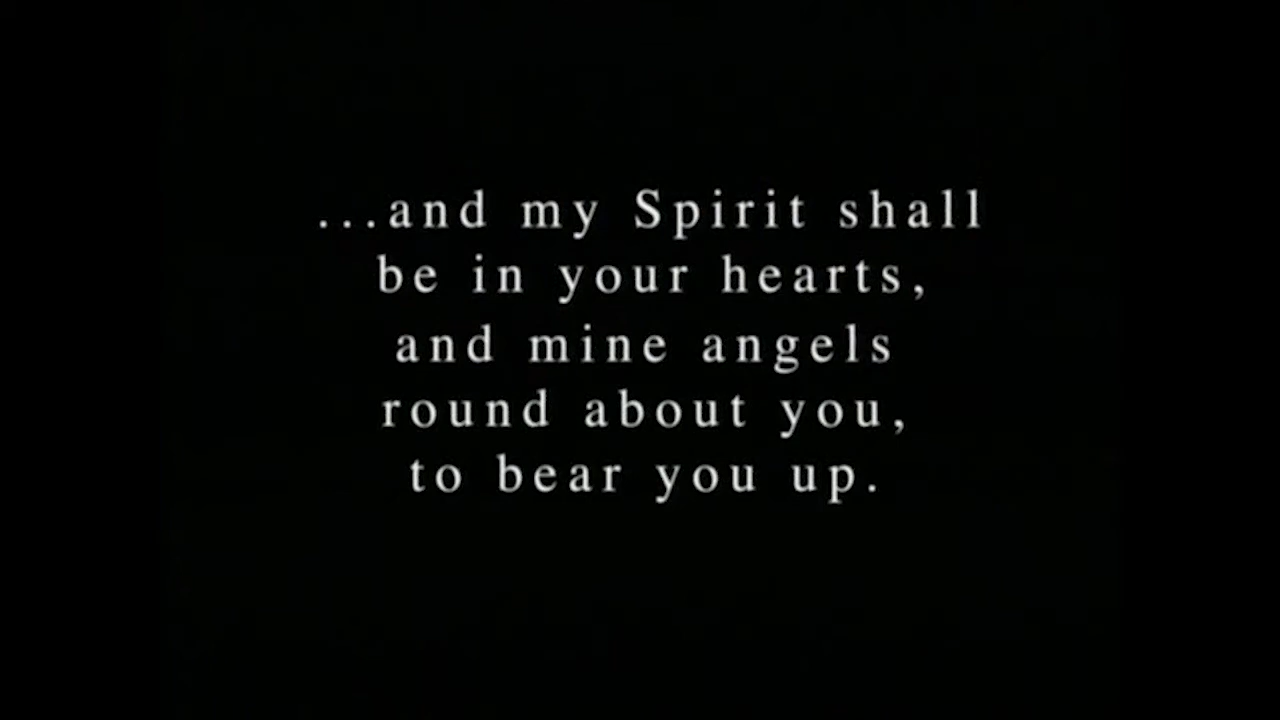 ...and my Spirit shall
be in your hearts,
and mine angels
round about you,
to bear you up.